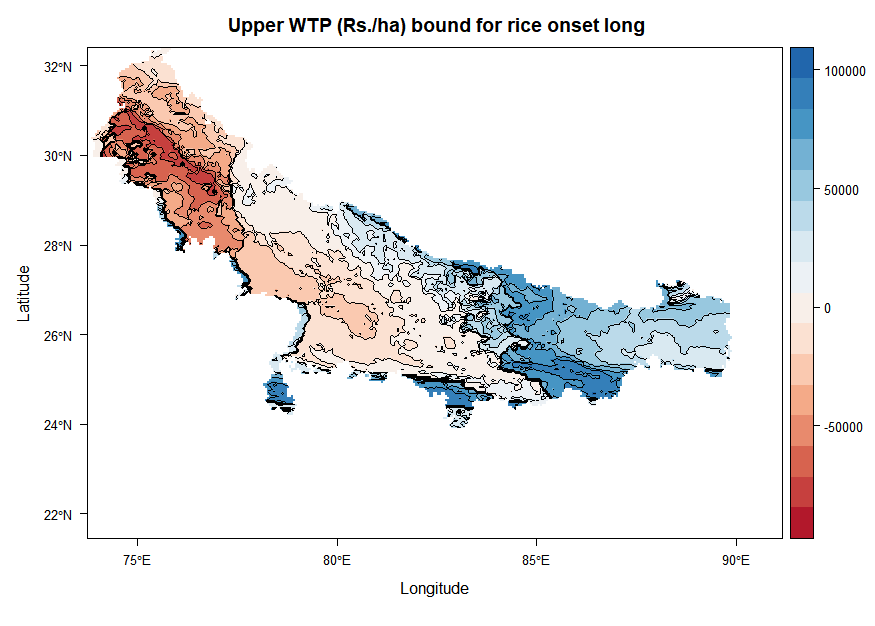 Upper WTP (Rs./ha) bound for rice onset long
32°N
30°N
28°N
26°N
24°N
22°N
Latitude
75°E
80°E
85°E
90°E
Longitude
100000
50000
0
-50000